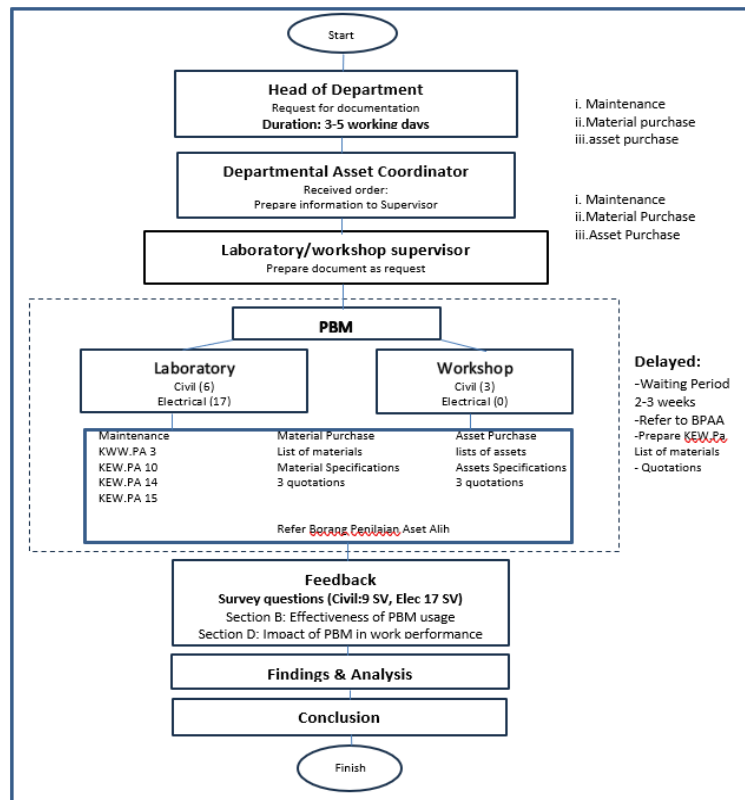 Start
Head of Department
Request for documentation
Duration: 3-5 working days
i. Maintenance
ii.Material purchase
iii.asset purchase
Departmental Asset Coordinator
Received order:
Prepare information to Supervisor
i. Maintenance
ii.Material Purchase
iii.Asset Purchase
Laboratory/workshop supervisor
Prepare document as request
PBM
Laboratory
Civil (6)
Electrical (17)
Workshop
Civil (3)
Electrical (0)
Delayed:
-Waiting Period
2-3 weeks
-Refer to BPAA
-Prepare KEW.Pa,
List of materials
- Quotations
Maintenance
KWW.PA 3
KEW.PA 10
KEW.PA 14
KEW.PA 15
Material Purchase
List of materials
Material Specifications
3 quotations
Asset Purchase
lists of assets
Assets Specifications
3 quotations
Refer Borang Penilaian Aset Alih
Feedback
Survey questions (Civil:9 SV, Elec 17 SV)
Section B: Effectiveness of PBM usage
Section D: Impact of PBM in work performance
Findings & Analysis
Conclusion
Finish